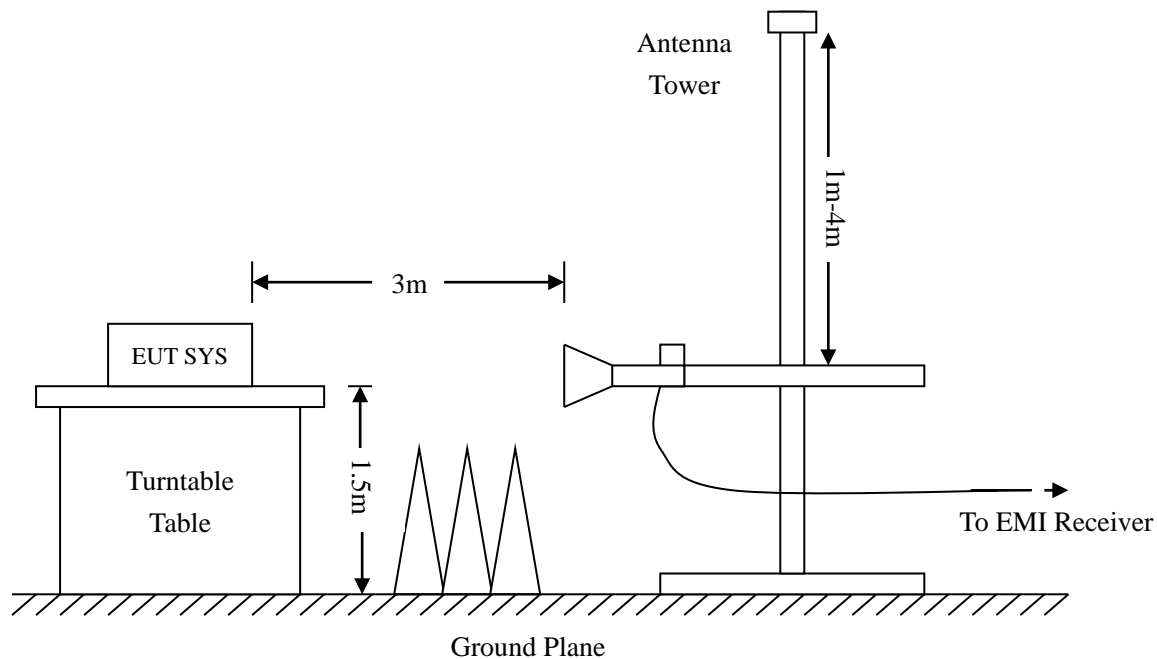 Antenna
Tower
1m-4m
3m
EUT SYS
Turntable
Table
1.5m
To EMI Receiver
Ground Plane